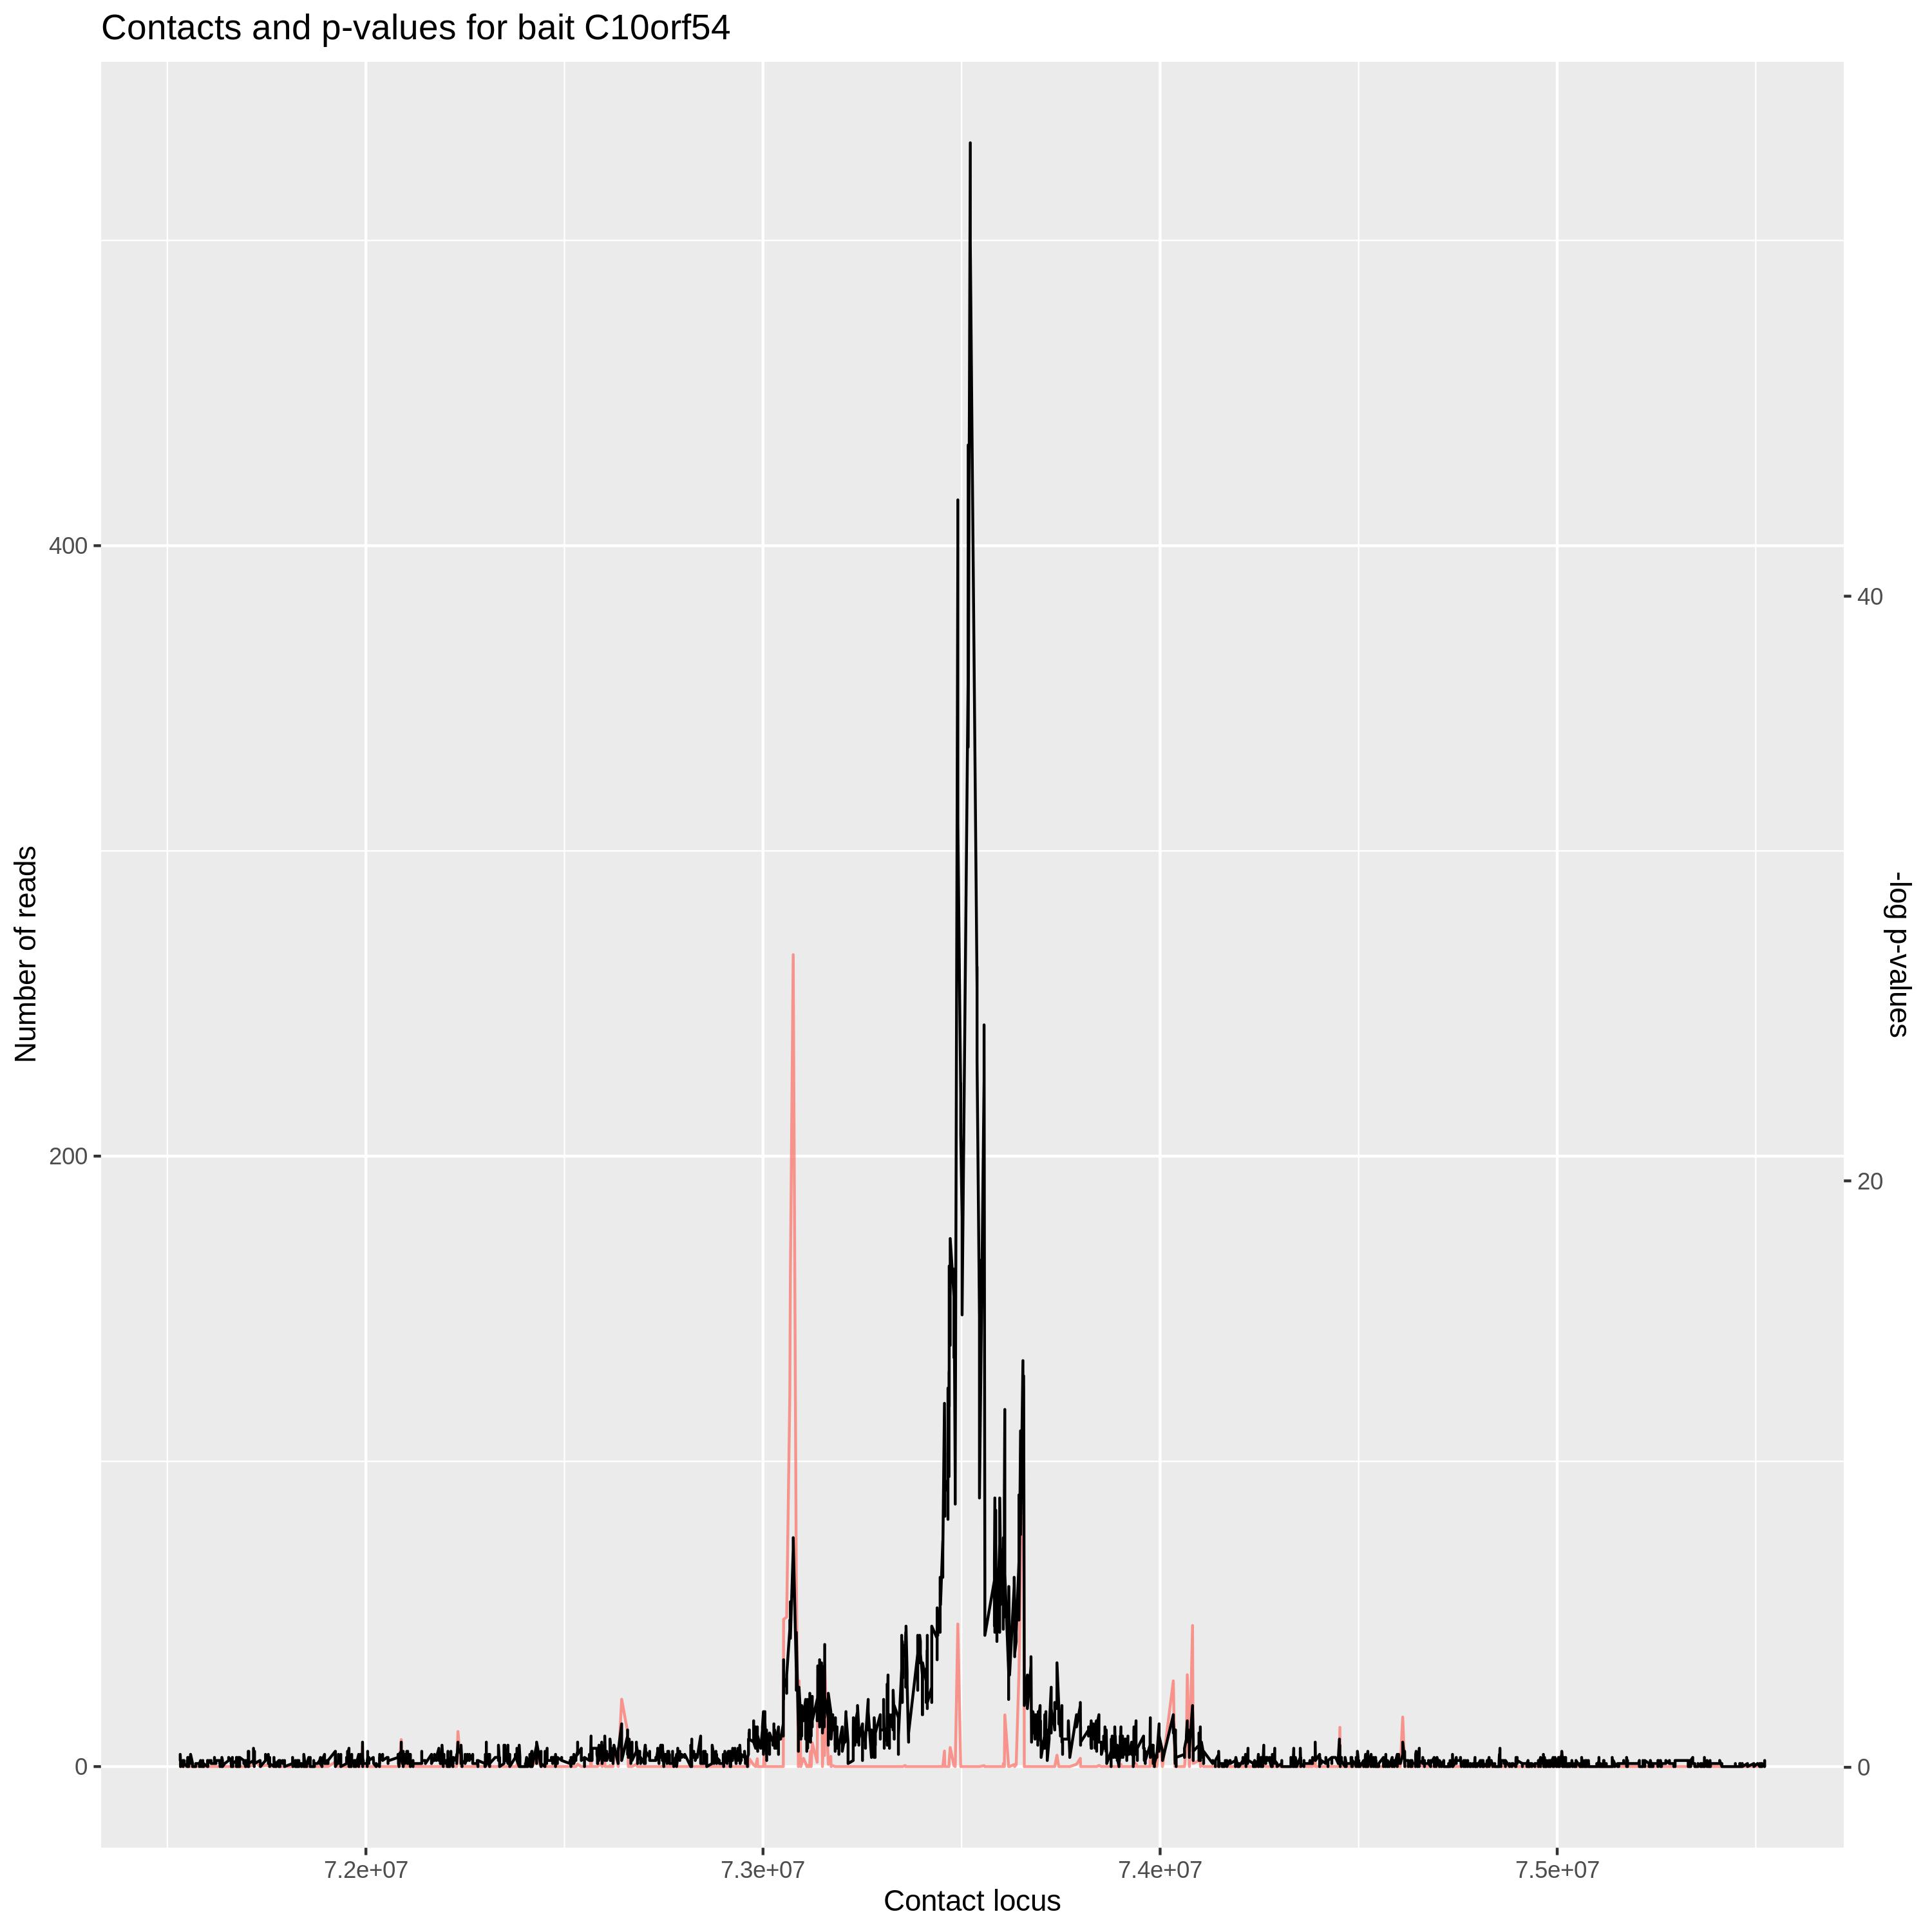 Contacts and p-values for bait C10orf54
Number of reads
400
200
0
40
20
0
-log p-values
7.2e+07
7.3e+07
7.4e+07
7.5e+07
Contact locus